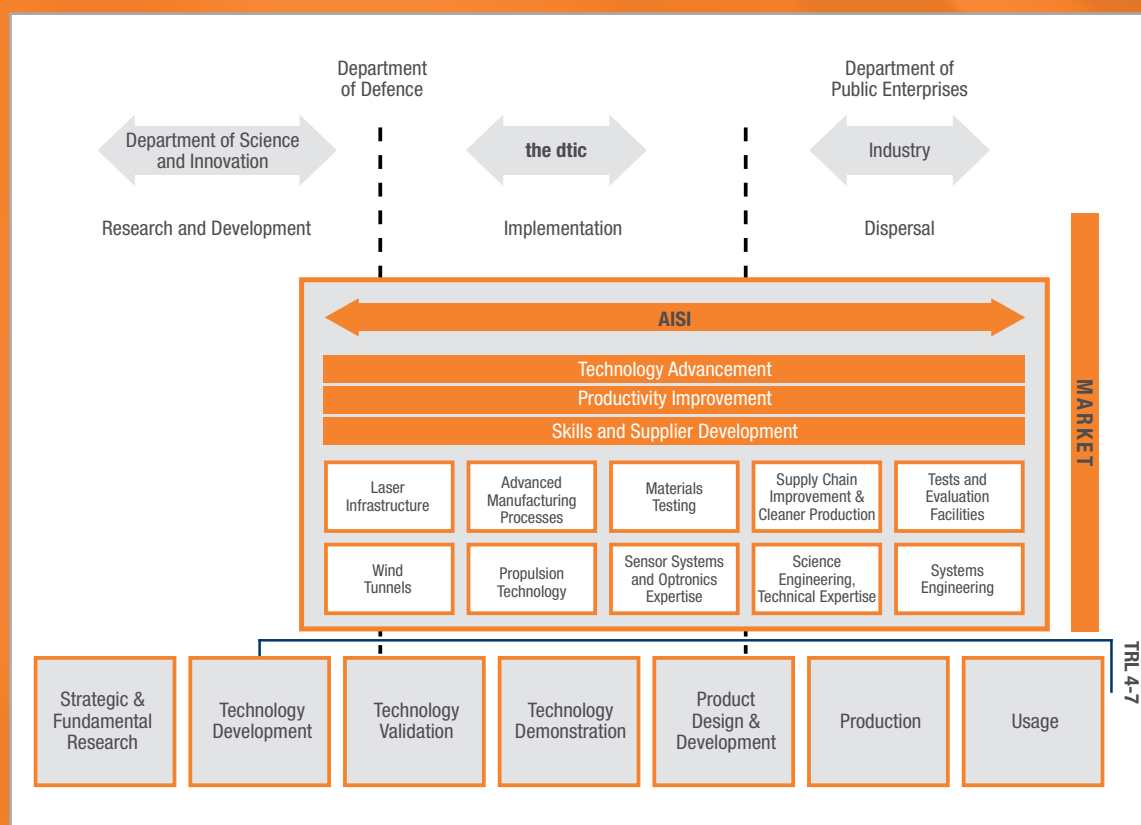 Department
of Defence
Department of
Public Enterprises
Department of Science
and Innovation
the dtic
Industry
Research and Development
Implementation
Dispersal
AISI
Technology Advancement
Productivity Improvement
Skills and Supplier Development
Laser
Infrastructure
Advanced
Manufacturing
Processes
Materials
Testing
Supply Chain
Improvement &
Cleaner Production
Tests and
Evaluation
Facilities
Wind
Tunnels
Propulsion
Technology
Sensor Systems
and Optronics
Expertise
Science
Engineering,
Technical Expertise
Systems
Engineering
MARKET
TRL 4-7
Strategic &
Fundamental
Research
Technology
Development
Technology
Validation
Technology
Demonstration
Product
Design &
Development
Production
Usage